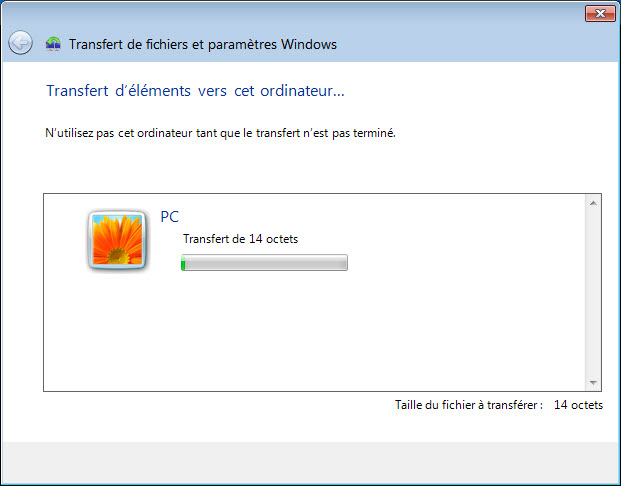 Transfert de fichiers et paramètres Windows
Transfert d'éléments vers cet ordinateur...
N'utilisez pas cet ordinateur tant que le transfert n'est pas terminé.
PC
Transfert de 14 octets
Taille du fichier à transférer : 14 octets